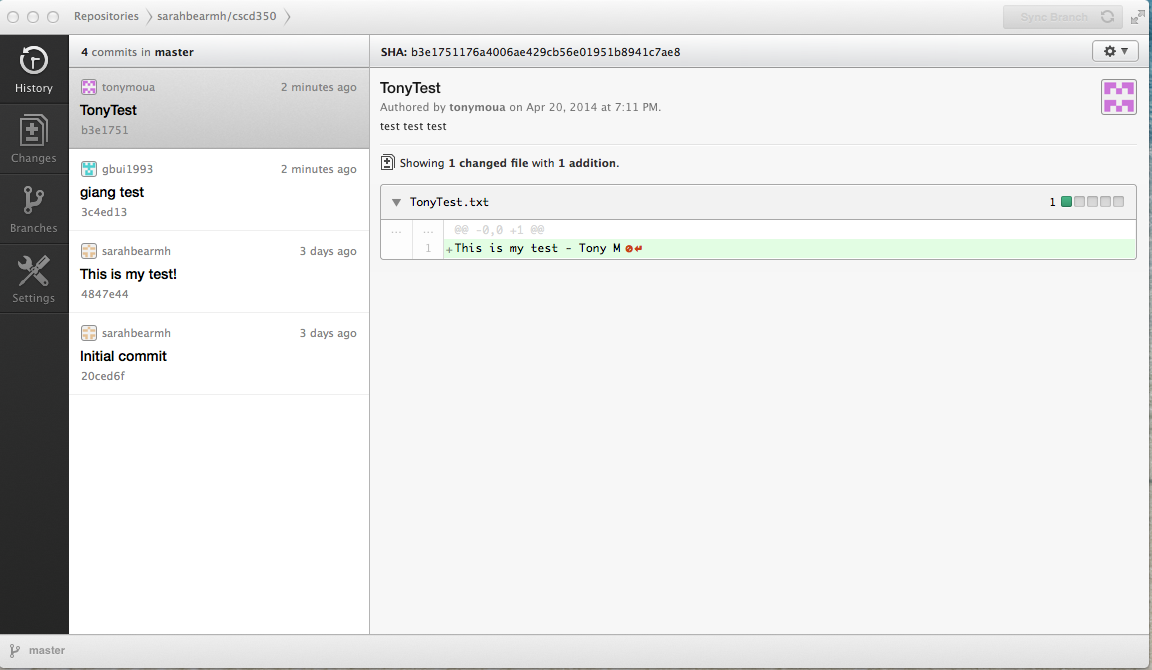 Repositories sarahbearmh/cscd350
Sync Branch
History
Changes
Branches
Settings
4 commits in master
tonymoua 2 minutes ago
TonyTest
b3e1751
gbui1993 2 minutes ago
giang test
3c4ed13
sarahbearmh 3 days ago
This is my test!
4847e44
sarahbearmh 3 days ago
Initial commit
20ced6f
SHA: b3e1751176a4006ae429cb56e01951b8941c7ae8
TonyTest
Authored by tonymoua on Apr 20, 2014 at 7:11 PM.
test test test
Showing 1 changed file with 1 addition.
TonyTest.txt 1
... ... @@ -0,0 +1 @@
1 +This is my test - Tony M
master